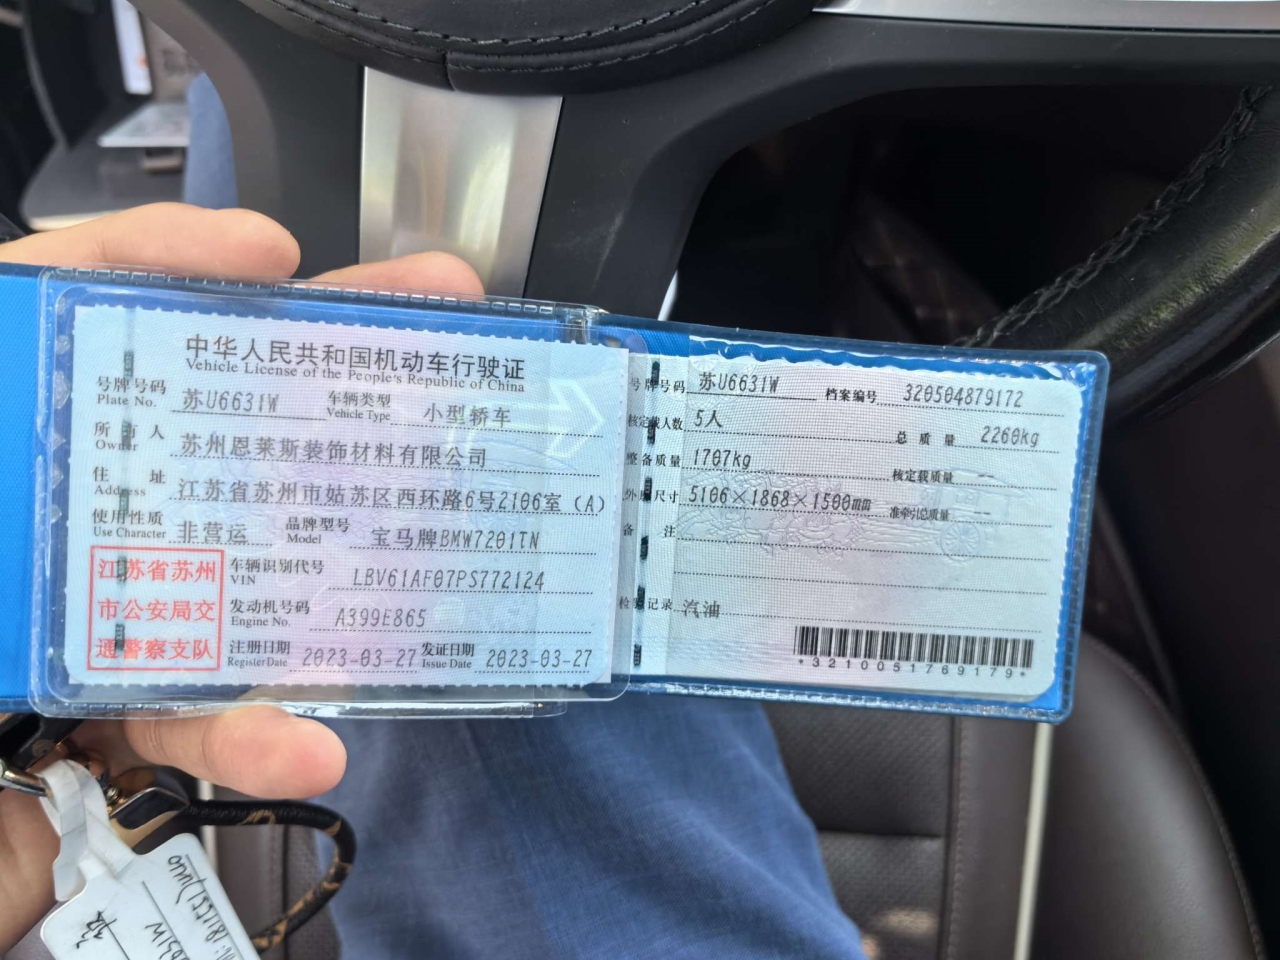 中华人民共和国机动车行驶证
Vehicle License of the People's Republic of China
号牌号码 Plate No. 苏U6631W 车辆类型 Vehicle Type 小型轿车
所有人 Owner 苏州恩莱斯装饰材料有限公司
住址 Address 江苏省苏州市姑苏区西环路6号2106室 (A)
使用性质 Use Character 非营运 品牌型号 Model 宝马牌BMW7201TN
江苏省苏州
市公安局交
通警察支队
车辆识别代号 VIN LBV61AF07PS772124
发动机号码 Engine No. A399E865
注册日期 Register Date 2023-03-27 发证日期 Issue Date 2023-03-27
号牌号码 苏U6631W 档案编号 320504879172
核定载人数 5人 总质量 2260kg
整备质量 1707kg 核定载质量 --
外廓尺寸 5106×1868×1500mm 准牵引总质量 --
备注
检验记录 汽油
*3210051769179*